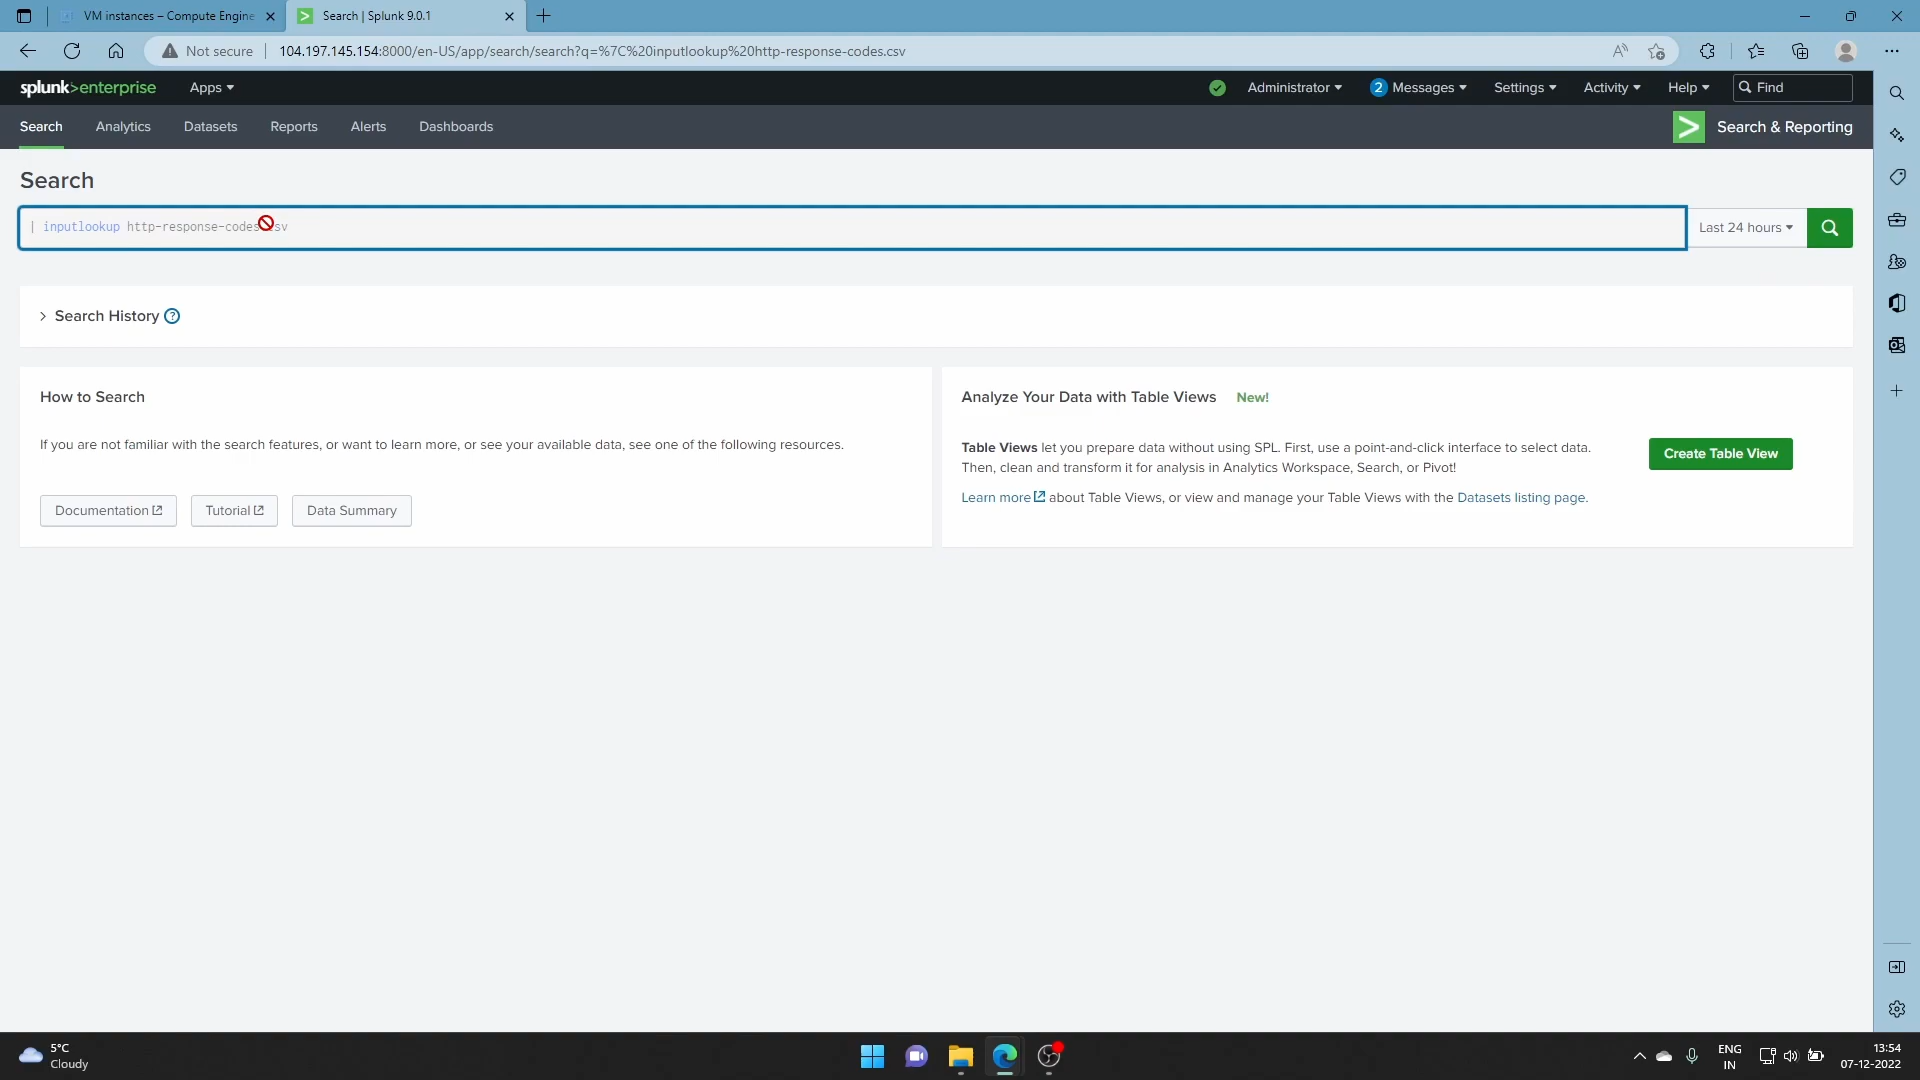 VM instances – Compute Engine
Search | Splunk 9.0.1
Not secure
104.197.145.154:8000/en-US/app/search/search?q=%7C%20inputlookup%20http-response-codes.csv
splunk>enterprise
Apps
Administrator
2 Messages
Settings
Activity
Help
Find
Search
Analytics
Datasets
Reports
Alerts
Dashboards
Search & Reporting
Search
| inputlookup http-response-codes.csv
Last 24 hours
Search History
How to Search
If you are not familiar with the search features, or want to learn more, or see your available data, see one of the following resources.
Documentation
Tutorial
Data Summary
Analyze Your Data with Table Views New!
Table Views let you prepare data without using SPL. First, use a point-and-click interface to select data.
Then, clean and transform it for analysis in Analytics Workspace, Search, or Pivot!
Learn more about Table Views, or view and manage your Table Views with the Datasets listing page.
Create Table View
5°C
Cloudy
ENG
IN
13:54
07-12-2022